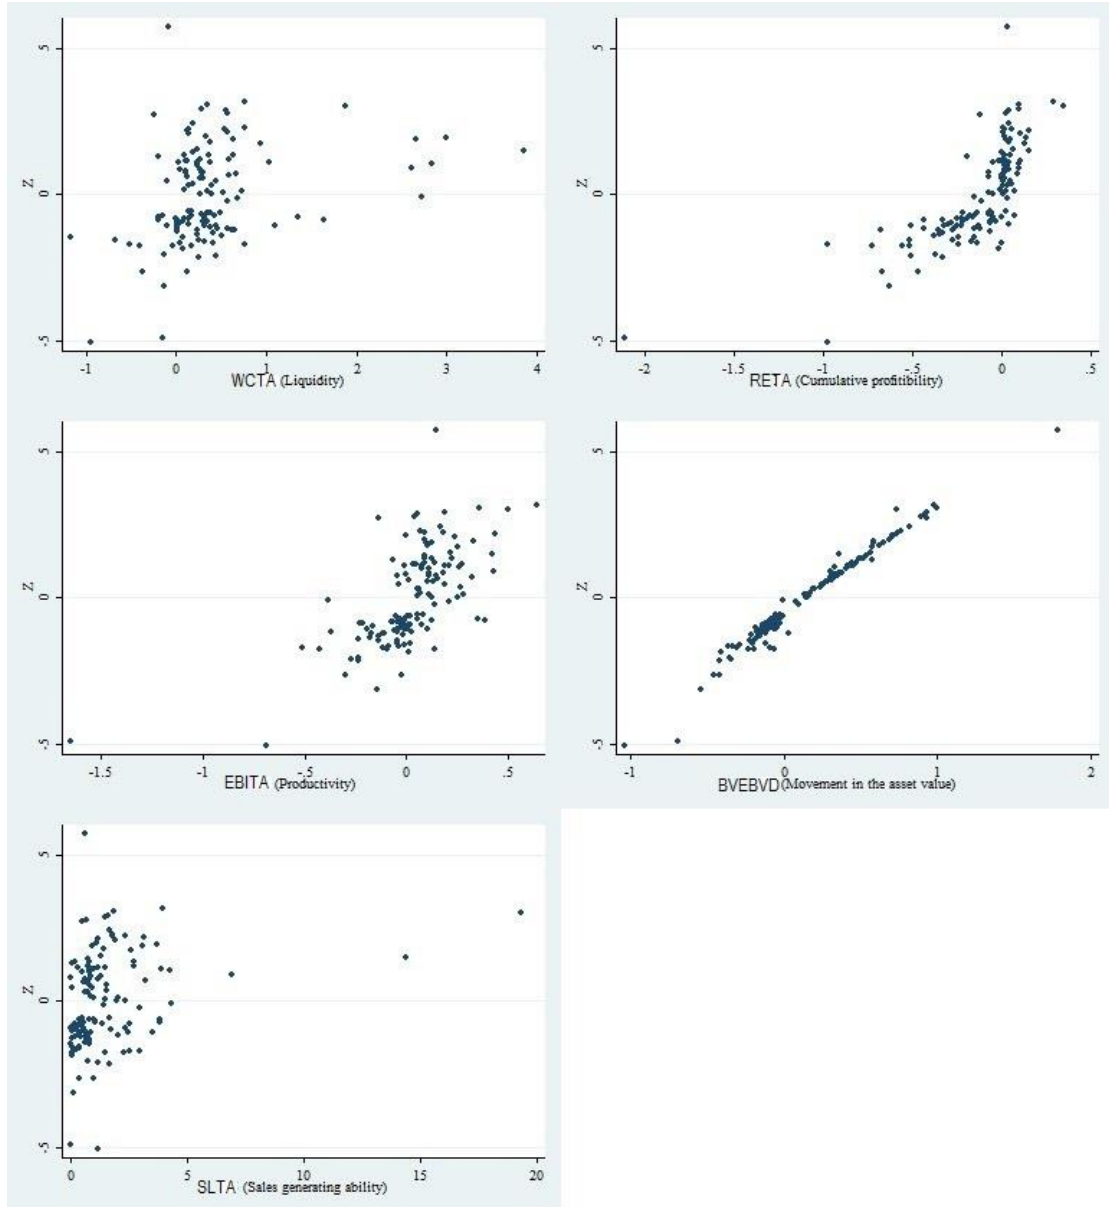 5
0
-5
Z
-1 0 1 2 3 4
WCTA (Liquidity)
5
0
-5
Z
-2 -1.5 -1 -.5 0 .5
RETA (Cumulative profitibility)
5
0
-5
Z
-1.5 -1 -.5 0 .5
EBITA (Productivity)
5
0
-5
Z
-1 0 1 2
BVEBVD(Movement in the asset value)
5
0
-5
Z
0 5 10 15 20
SLTA (Sales generating ability)